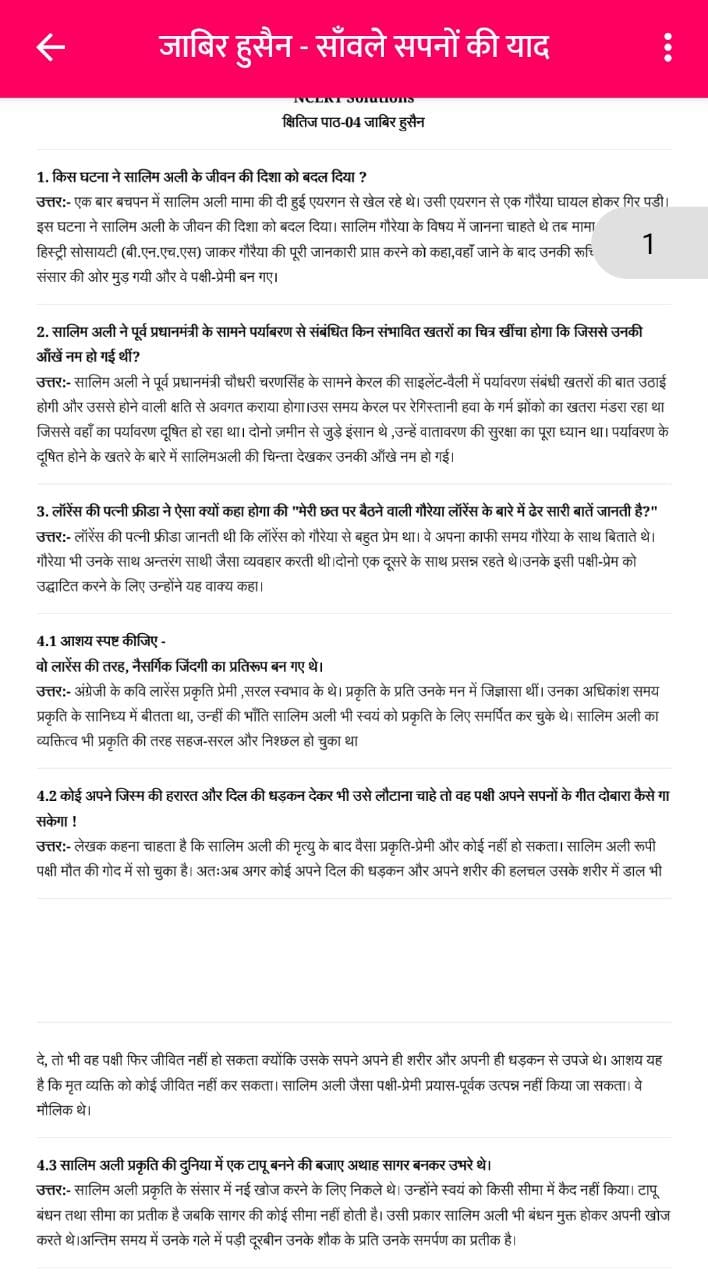 जाबिर हुसैन - साँवले सपनों की याद
NCERT Solutions
क्षितिज पाठ-04 जाबिर हुसैन
1. किस घटना ने सालिम अली के जीवन की दिशा को बदल दिया ?
उत्तर:- एक बार बचपन में सालिम अली मामा की दी हुई एयरगन से खेल रहे थे। उसी एयरगन से एक गौरैया घायल होकर गिर पडी।
इस घटना ने सालिम अली के जीवन की दिशा को बदल दिया। सालिम गौरेया के विषय में जानना चाहते थे तब मामा
हिस्ट्री सोसायटी (बी.एन.एच.एस) जाकर गौरैया की पूरी जानकारी प्राप्त करने को कहा,वहाँ जाने के बाद उनकी
1
संसार की ओर मुड़ गयी और वे पक्षी-प्रेमी बन गए।
2. सालिम अली ने पूर्व प्रधानमंत्री के सामने पर्याबरण से संबंधित किन संभावित खतरों का चित्र खींचा होगा कि जिससे उनकी
आँखें नम हो गई थीं?
उत्तर:- सालिम अली ने पूर्व प्रधानमंत्री चौधरी चरणसिंह के सामने केरल की साइलेंट-वैली में पर्यावरण संबंधी खतरों की बात उठाई
होगी और उससे होने वाली क्षति से अवगत कराया होगा।उस समय केरल पर रेगिस्तानी हवा के गर्म झोंको का खतरा मंडरा रहा था
जिससे वहाँ का पर्यावरण दूषित हो रहा था। दोनो ज़मीन से जुड़े इंसान थे ,उन्हें वातावरण की सुरक्षा का पूरा ध्यान था। पर्यावरण के
दूषित होने के खतरे के बारे में सालिमअली की चिन्ता देखकर उनकी आँखे नम हो गई।
3. लॉरेंस की पत्नी फ्रीडा ने ऐसा क्यों कहा होगा की "मेरी छत पर बैठने वाली गौरेया लॉरेंस के बारे में ढेर सारी बातें जानती है?"
उत्तर:- लॉरेंस की पत्नी फ्रीडा जानती थी कि लॉरेंस को गौरेया से बहुत प्रेम था। वे अपना काफी समय गौरेया के साथ बिताते थे।
गौरेया भी उनके साथ अन्तरंग साथी जैसा व्यवहार करती थी।दोनो एक दूसरे के साथ प्रसन्न रहते थे।उनके इसी पक्षी-प्रेम को
उद्घाटित करने के लिए उन्होंने यह वाक्य कहा।
4.1 आशय स्पष्ट कीजिए -
वो लारेंस की तरह, नैसर्गिक जिंदगी का प्रतिरूप बन गए थे।
उत्तर:- अंग्रेजी के कवि लारेंस प्रकृति प्रेमी ,सरल स्वभाव के थे। प्रकृति के प्रति उनके मन में जिज्ञासा थीं। उनका अधिकांश समय
प्रकृति के सानिध्य में बीतता था, उन्हीं की भाँति सालिम अली भी स्वयं को प्रकृति के लिए समर्पित कर चुके थे। सालिम अली का
व्यक्तित्व भी प्रकृति की तरह सहज-सरल और निश्छल हो चुका था
4.2 कोई अपने जिस्म की हरारत और दिल की धड़कन देकर भी उसे लौटाना चाहे तो वह पक्षी अपने सपनों के गीत दोबारा कैसे गा
सकेगा !
उत्तर:- लेखक कहना चाहता है कि सालिम अली की मृत्यु के बाद वैसा प्रकृति-प्रेमी और कोई नहीं हो सकता। सालिम अली रूपी
पक्षी मौत की गोद में सो चुका है। अतःअब अगर कोई अपने दिल की धड़कन और अपने शरीर की हलचल उसके शरीर में डाल भी
दे, तो भी वह पक्षी फिर जीवित नहीं हो सकता क्योंकि उसके सपने अपने ही शरीर और अपनी ही धड़कन से उपजे थे। आशय यह
है कि मृत व्यक्ति को कोई जीवित नहीं कर सकता। सालिम अली जैसा पक्षी-प्रेमी प्रयास-पूर्वक उत्पन्न नहीं किया जा सकता। वे
मौलिक थे।
4.3 सालिम अली प्रकृति की दुनिया में एक टापू बनने की बजाए अथाह सागर बनकर उभरे थे।
उत्तर:- सालिम अली प्रकृति के संसार में नई खोज करने के लिए निकले थे। उन्होंने स्वयं को किसी सीमा में कैद नहीं किया। टापू
बंधन तथा सीमा का प्रतीक है जबकि सागर की कोई सीमा नहीं होती है। उसी प्रकार सालिम अली भी बंधन मुक्त होकर अपनी खोज
करते थे।अन्तिम समय में उनके गले में पड़ी दूरबीन उनके शौक के प्रति उनके समर्पण का प्रतीक है।